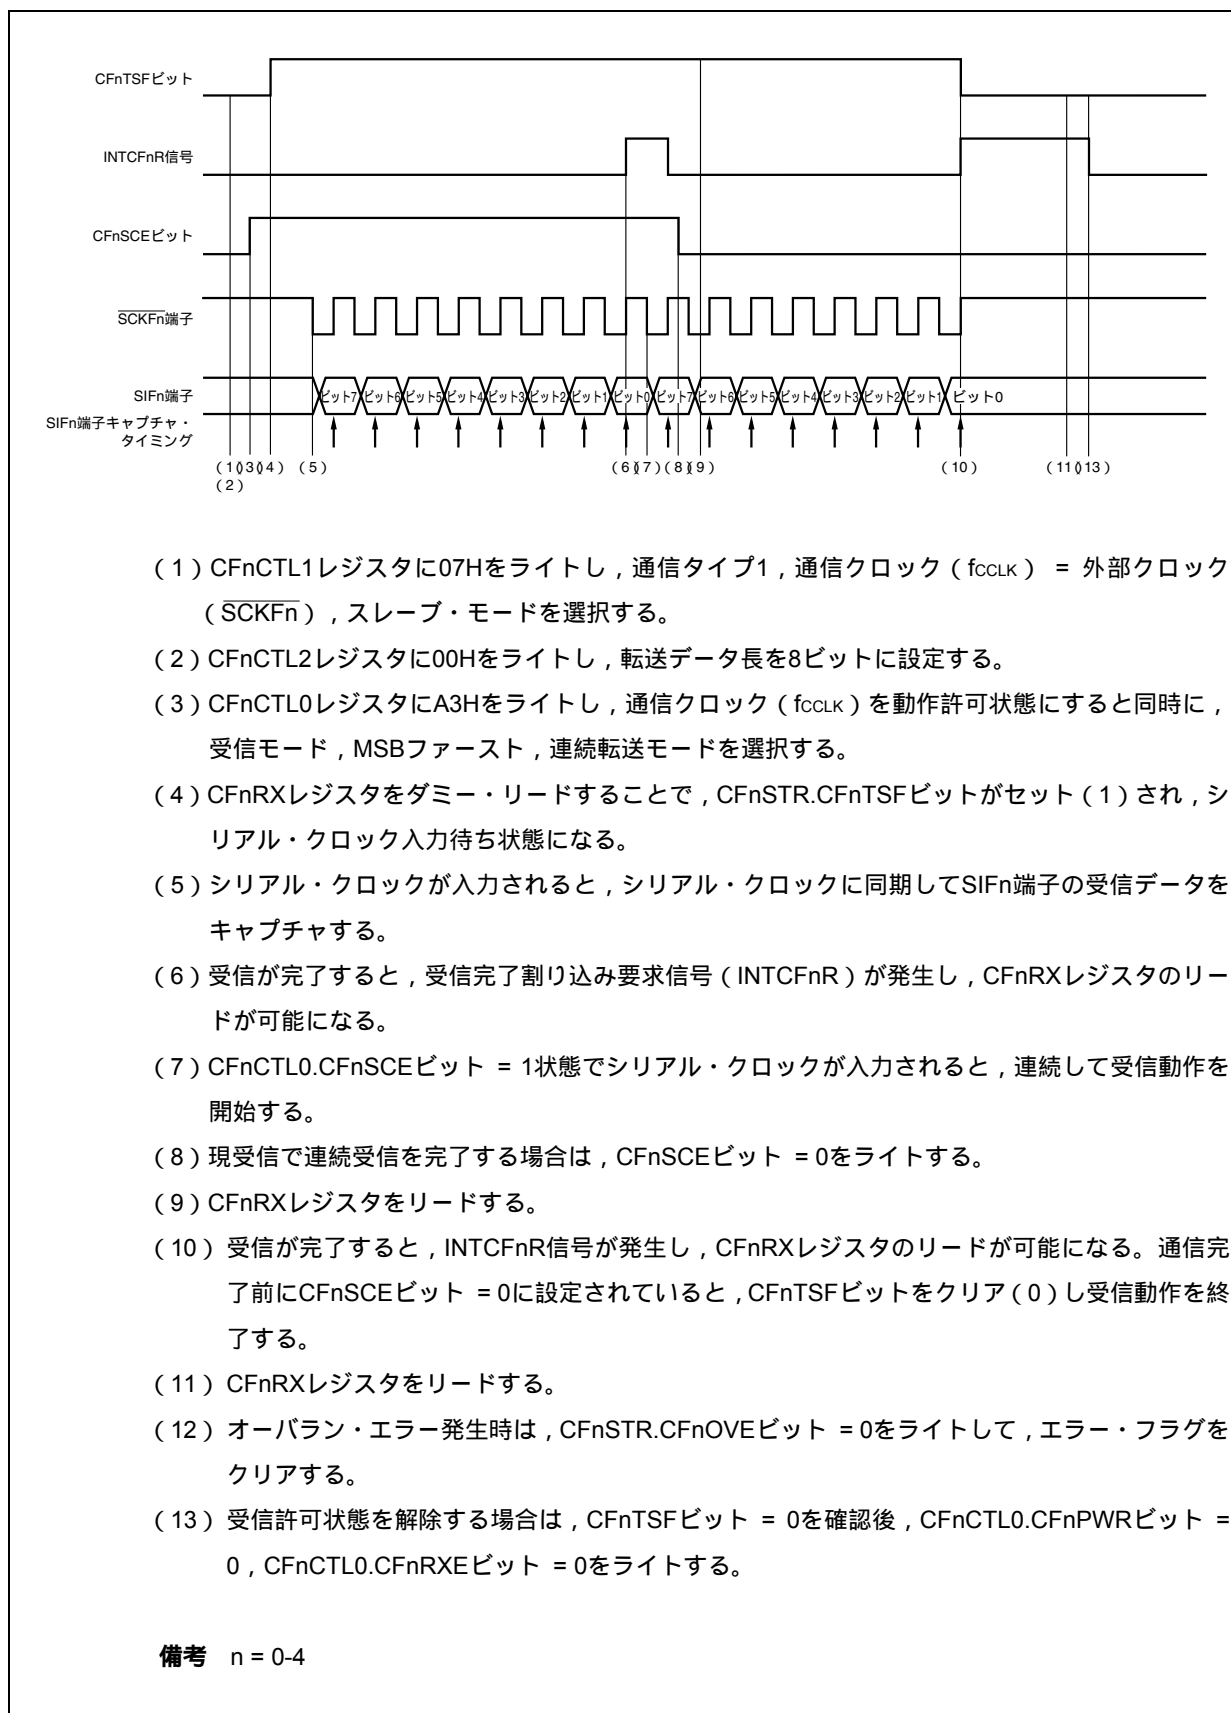 CFnTSFビット
INTCFnR信号
CFnSCEビット
SCKFn端子
SIFn端子
ビット7 ビット6 ビット5 ビット4 ビット3 ビット2 ビット1 ビット0 ビット7 ビット6 ビット5 ビット4 ビット3 ビット2 ビット1 ビット0
SIFn端子キャプチャ・
タイミング
(1)(3)(4) (5) (6)(7)(8)(9) (10) (11)(13)
(2)
(1)CFnCTL1レジスタに07Hをライトし,通信タイプ1,通信クロック(fCCLK) = 外部クロック
(SCKFn),スレーブ・モードを選択する。
(2)CFnCTL2レジスタに00Hをライトし,転送データ長を8ビットに設定する。
(3)CFnCTL0レジスタにA3Hをライトし,通信クロック(fCCLK)を動作許可状態にすると同時に,
受信モード,MSBファースト,連続転送モードを選択する。
(4)CFnRXレジスタをダミー・リードすることで,CFnSTR.CFnTSFビットがセット(1)され,シ
リアル・クロック入力待ち状態になる。
(5)シリアル・クロックが入力されると,シリアル・クロックに同期してSIFn端子の受信データを
キャプチャする。
(6)受信が完了すると,受信完了割り込み要求信号(INTCFnR)が発生し,CFnRXレジスタのリー
ドが可能になる。
(7)CFnCTL0.CFnSCEビット = 1状態でシリアル・クロックが入力されると,連続して受信動作を
開始する。
(8)現受信で連続受信を完了する場合は,CFnSCEビット = 0をライトする。
(9)CFnRXレジスタをリードする。
(10) 受信が完了すると,INTCFnR信号が発生し,CFnRXレジスタのリードが可能になる。通信完
了前にCFnSCEビット = 0に設定されていると,CFnTSFビットをクリア(0)し受信動作を終
了する。
(11) CFnRXレジスタをリードする。
(12) オーバラン・エラー発生時は,CFnSTR.CFnOVEビット = 0をライトして,エラー・フラグを
クリアする。
(13) 受信許可状態を解除する場合は,CFnTSFビット = 0を確認後,CFnCTL0.CFnPWRビット =
0,CFnCTL0.CFnRXEビット = 0をライトする。
備考 n = 0-4